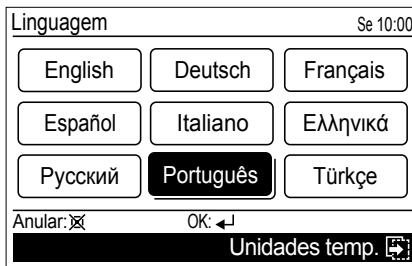 Linguagem Se 10:00
English Deutsch Français
Español Italiano Ελληνικά
Русский Português Türkçe
Anular: OK:
Unidades temp.